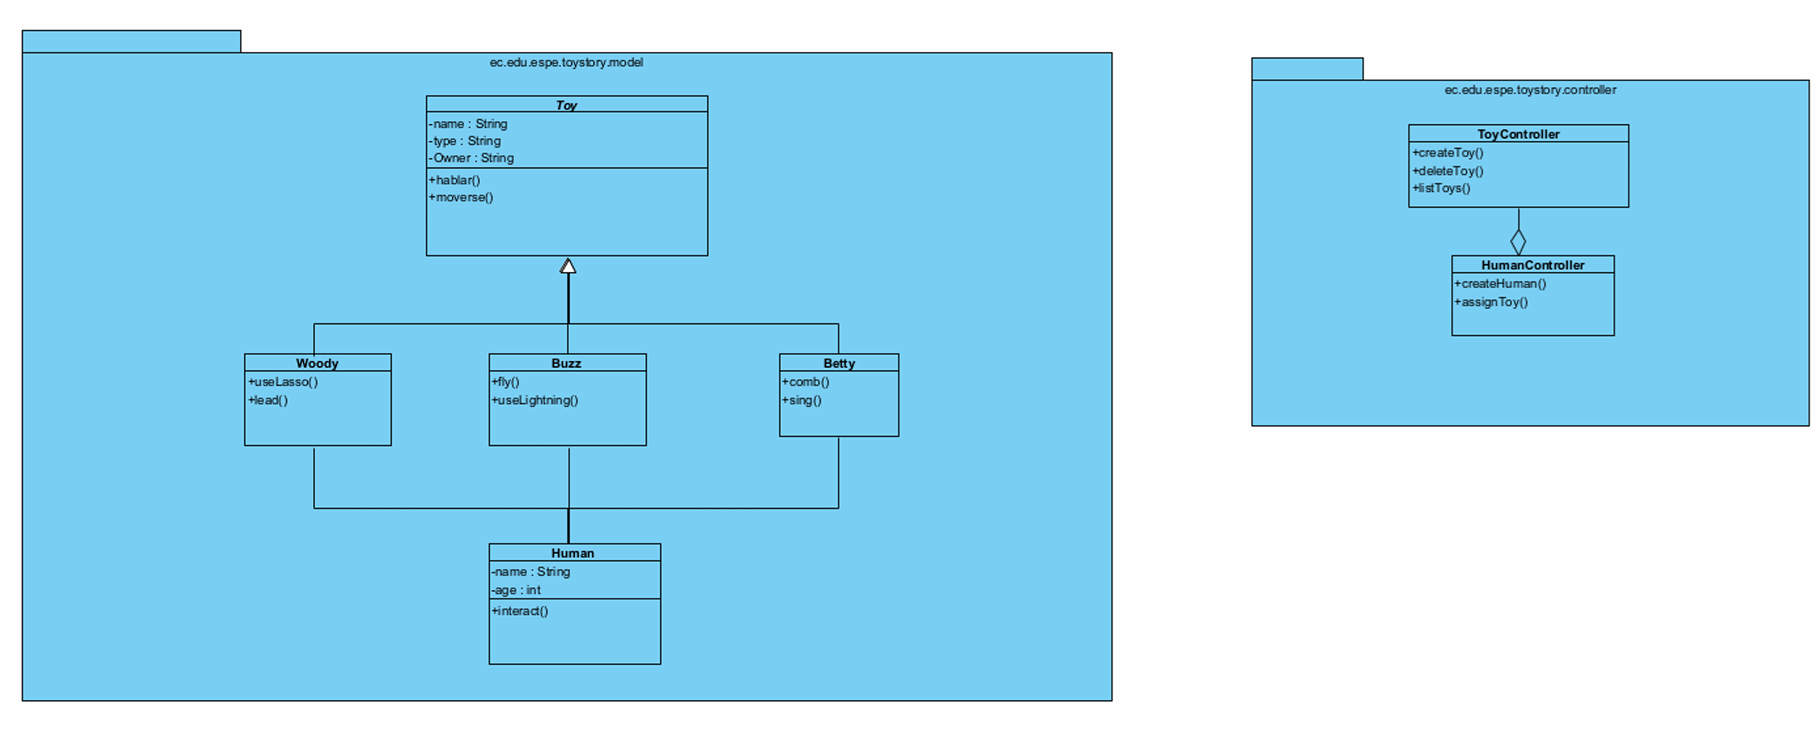 ec.edu.espe.toystory.model
Toy
-name : String
-type : String
-Owner : String
+hablar()
+moverse()
Woody
+useLasso()
+lead()
Buzz
+fly()
+useLightning()
Betty
+comb()
+sing()
Human
-name : String
-age : int
+interact()
ec.edu.espe.toystory.controller
ToyController
+createToy()
+deleteToy()
+listToys()
HumanController
+createHuman()
+assignToy()